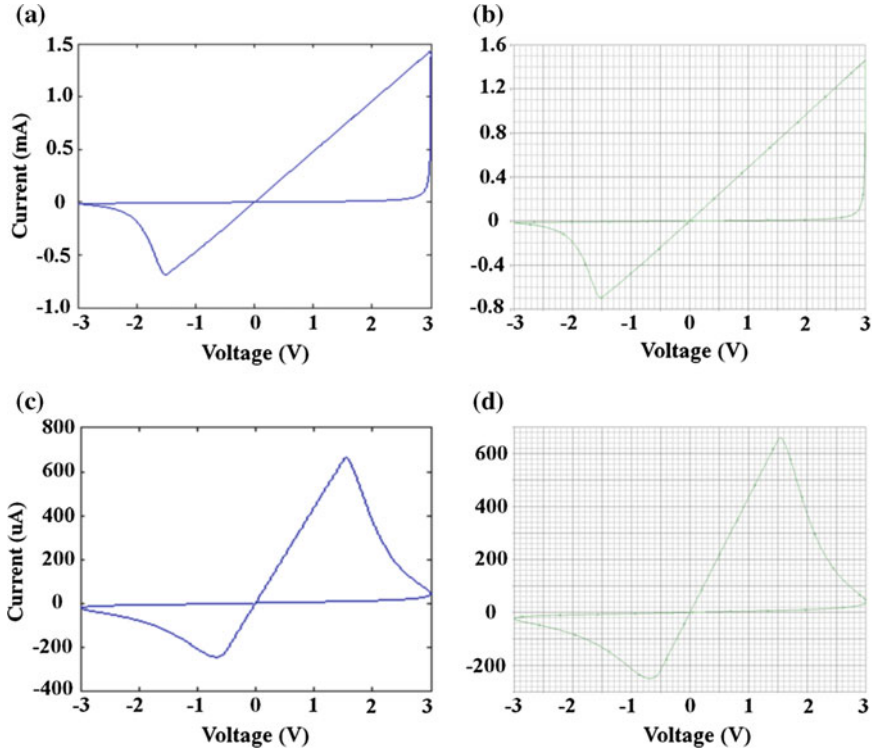 (a)
1.5
1.0
0.5
0
-0.5
-1.0
Current (mA)
-3 -2 -1 0 1 2 3
Voltage (V)
(b)
1.6
1.2
0.8
0.4
0
-0.4
-0.8
-3 -2 -1 0 1 2 3
Voltage (V)
(c)
800
600
400
200
0
-200
-400
Current (uA)
-3 -2 -1 0 1 2 3
Voltage (V)
(d)
600
400
200
0
-200
-3 -2 -1 0 1 2 3
Voltage (V)